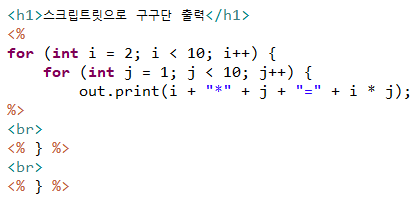 <h1>스크립트릿으로 구구단 출력</h1>
<%
for (int i = 2; i < 10; i++) {
    for (int j = 1; j < 10; j++) {
        out.print(i + "*" + j + "=" + i * j);
%>
<br>
<% } %>
<br>
<% } %>